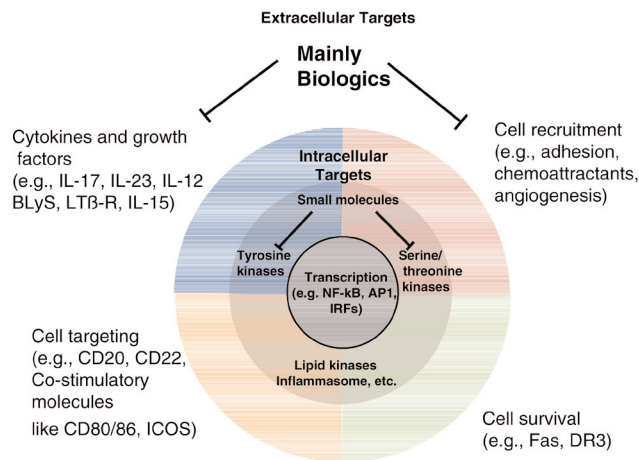 Extracellular Targets
Mainly
Biologics
Cytokines and growth
factors
(e.g., IL-17, IL-23, IL-12
BLyS, LTß-R, IL-15)
Cell recruitment
(e.g., adhesion,
chemoattractants,
angiogenesis)
Intracellular
Targets
Small molecules
Tyrosine
kinases
Serine/
threonine
kinases
Transcription
(e.g. NF-kB, AP1,
IRFs)
Lipid kinases
Inflammasome, etc.
Cell targeting
(e.g., CD20, CD22,
Co-stimulatory
molecules
like CD80/86, ICOS)
Cell survival
(e.g., Fas, DR3)